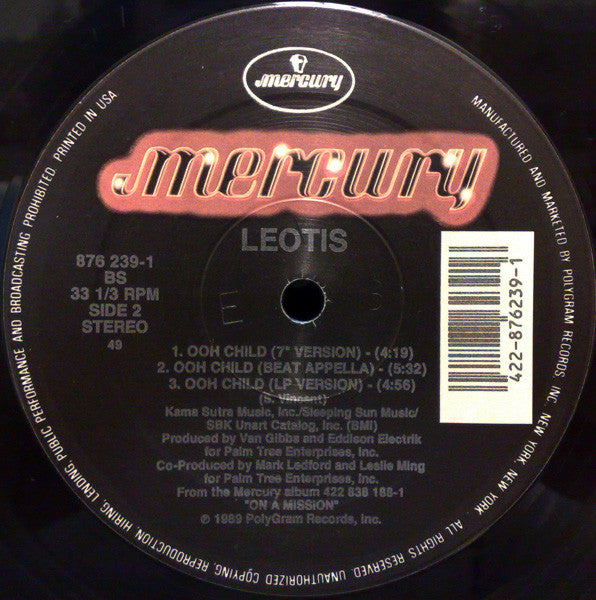 mercury
mercury
LEOTIS
876 239-1
BS
33 1/3 RPM
SIDE 2
STEREO
49
422-876239-1
1. OOH CHILD (7" VERSION) - (4:19)
2. OOH CHILD (BEAT APPELLA) - (5:32)
3. OOH CHILD (LP VERSION) - (4:56)
(S. Vincent)
Kama Sutra Music, Inc./Sleeping Sun Music/
SBK Unart Catalog, Inc. (BMI)
Produced by Van Gibbs and Eddison Electrik
for Palm Tree Enterprises, Inc.
Co-Produced by Mark Ledford and Leslie Ming
for Palm Tree Enterprises, Inc.
From the Mercury album 422 838 188-1
"ON A MISSION"
℗ 1989 PolyGram Records, Inc.
MANUFACTURED AND MARKETED BY POLYGRAM RECORDS INC. NEW YORK, NEW YORK. ALL RIGHTS RESERVED. UNAUTHORIZED COPYING, REPRODUCTION, HIRING, LENDING, PUBLIC PERFORMANCE AND BROADCASTING PROHIBITED. PRINTED IN USA